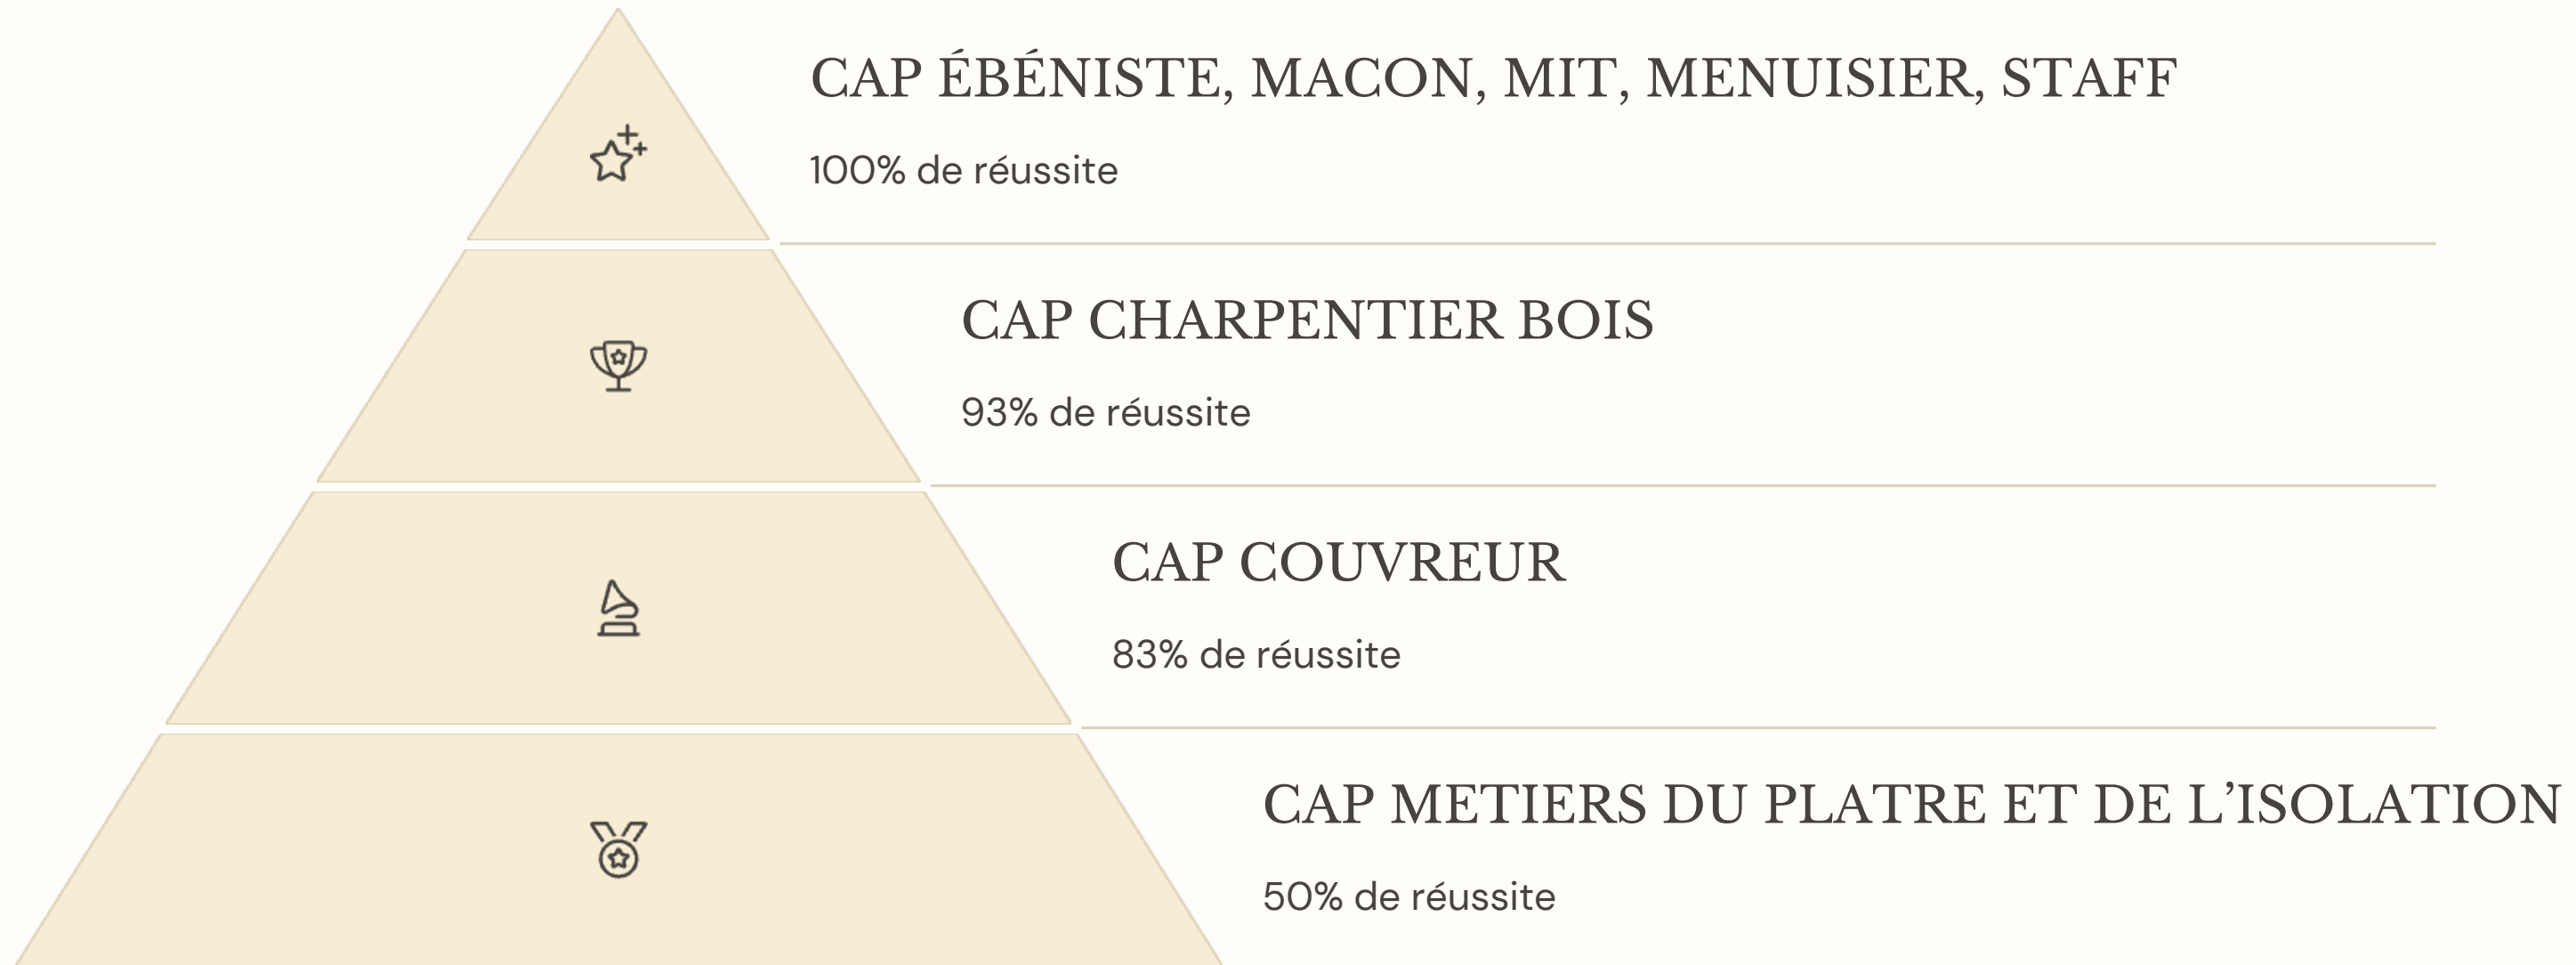 CAP ÉBÉNISTE, MACON, MIT, MENUISIER, STAFF
100% de réussite
CAP CHARPENTIER BOIS
93% de réussite
CAP COUVREUR
83% de réussite
CAP METIERS DU PLATRE ET DE L’ISOLATION
50% de réussite